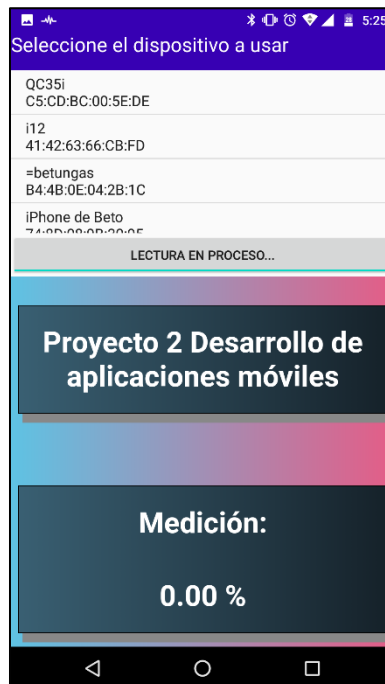 5:25
Seleccione el dispositivo a usar
QC35i
C5:CD:BC:00:5E:DE
i12
41:42:63:66:CB:FD
=betungas
B4:4B:0E:04:2B:1C
iPhone de Beto
LECTURA EN PROCESO...
Proyecto 2 Desarrollo de
aplicaciones móviles
Medición:
0.00 %